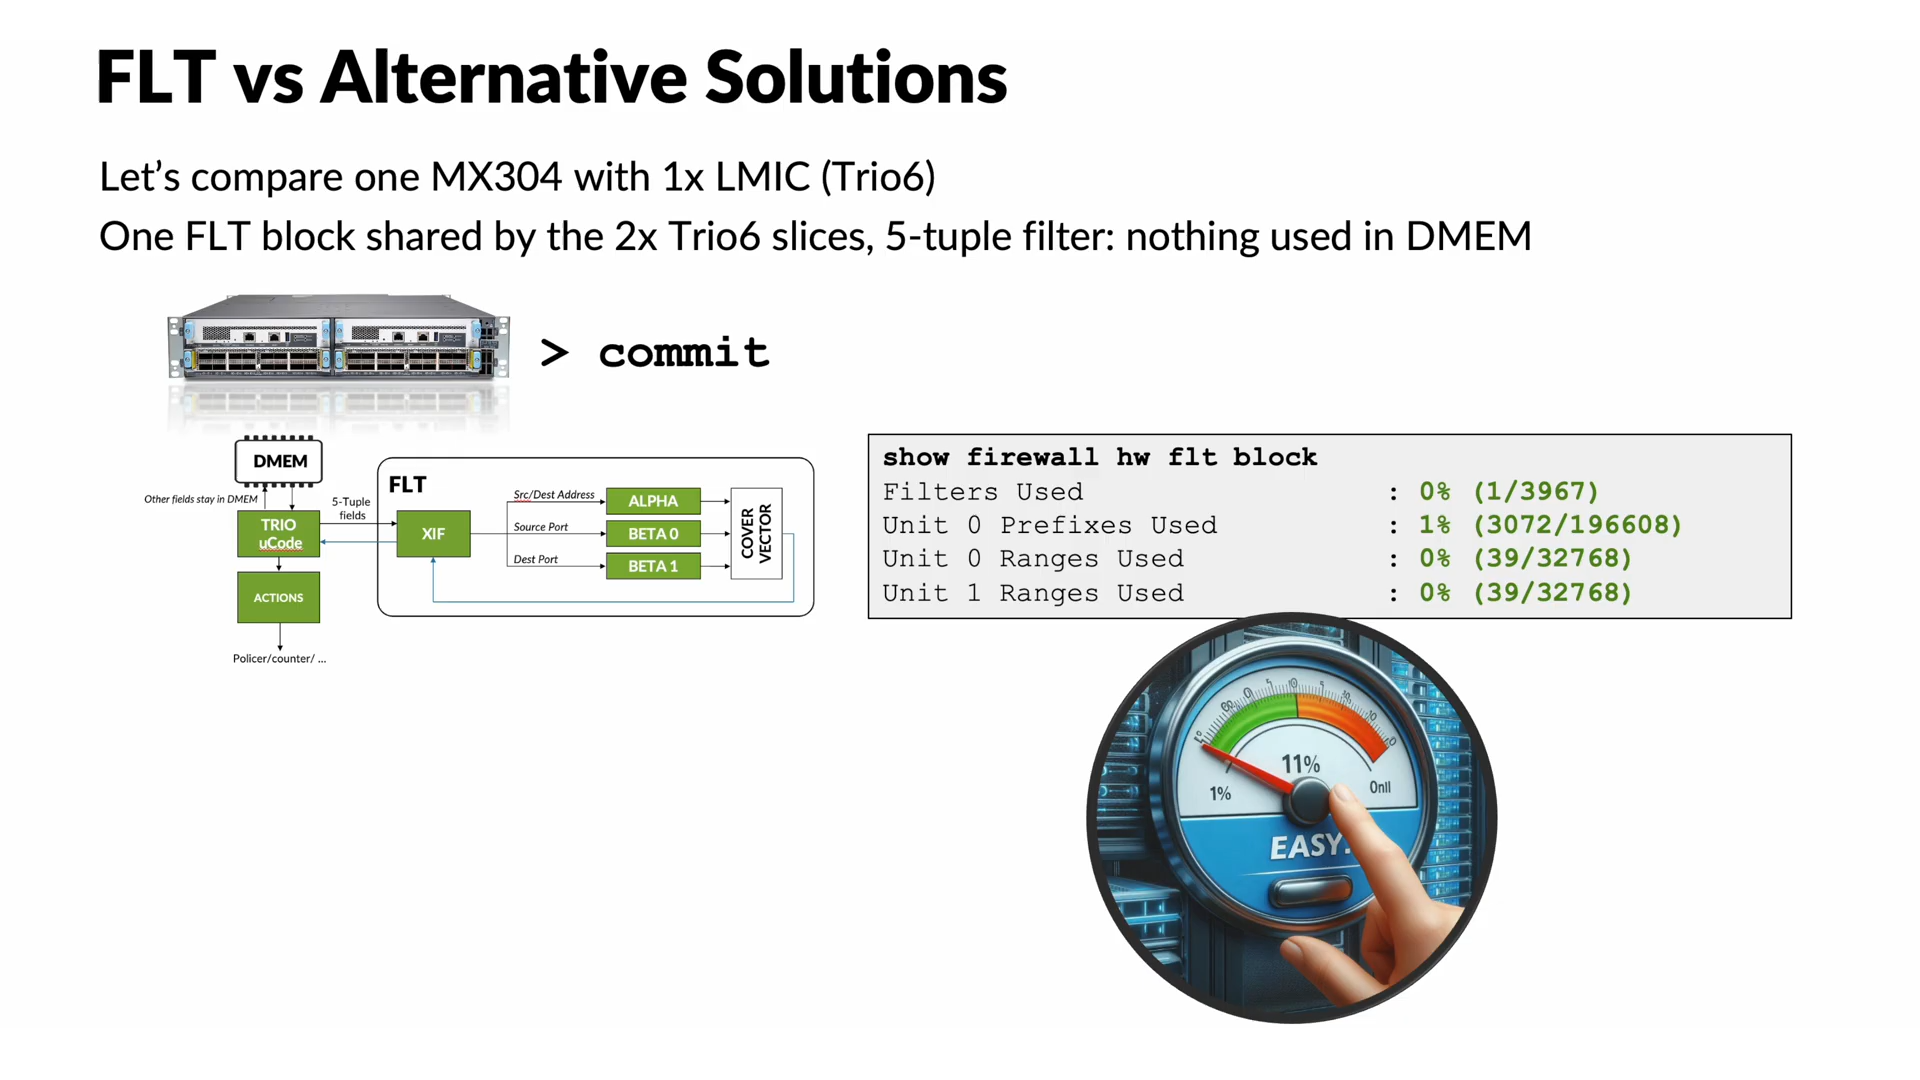 FLT vs Alternative Solutions
Let's compare one MX304 with 1x LMIC (Trio6)
One FLT block shared by the 2x Trio6 slices, 5-tuple filter: nothing used in DMEM
> commit
DMEM
Other fields stay in DMEM
5-Tuple
fields
TRIO
uCode
ACTIONS
Policer/counter/ ...
FLT
XIF
Src/Dest Address
ALPHA
Source Port
BETA 0
Dest Port
BETA 1
COVER
VECTOR
show firewall hw flt block
Filters Used : 0% (1/3967)
Unit 0 Prefixes Used : 1% (3072/196608)
Unit 0 Ranges Used : 0% (39/32768)
Unit 1 Ranges Used : 0% (39/32768)
11%
1%
Onll
EASY.